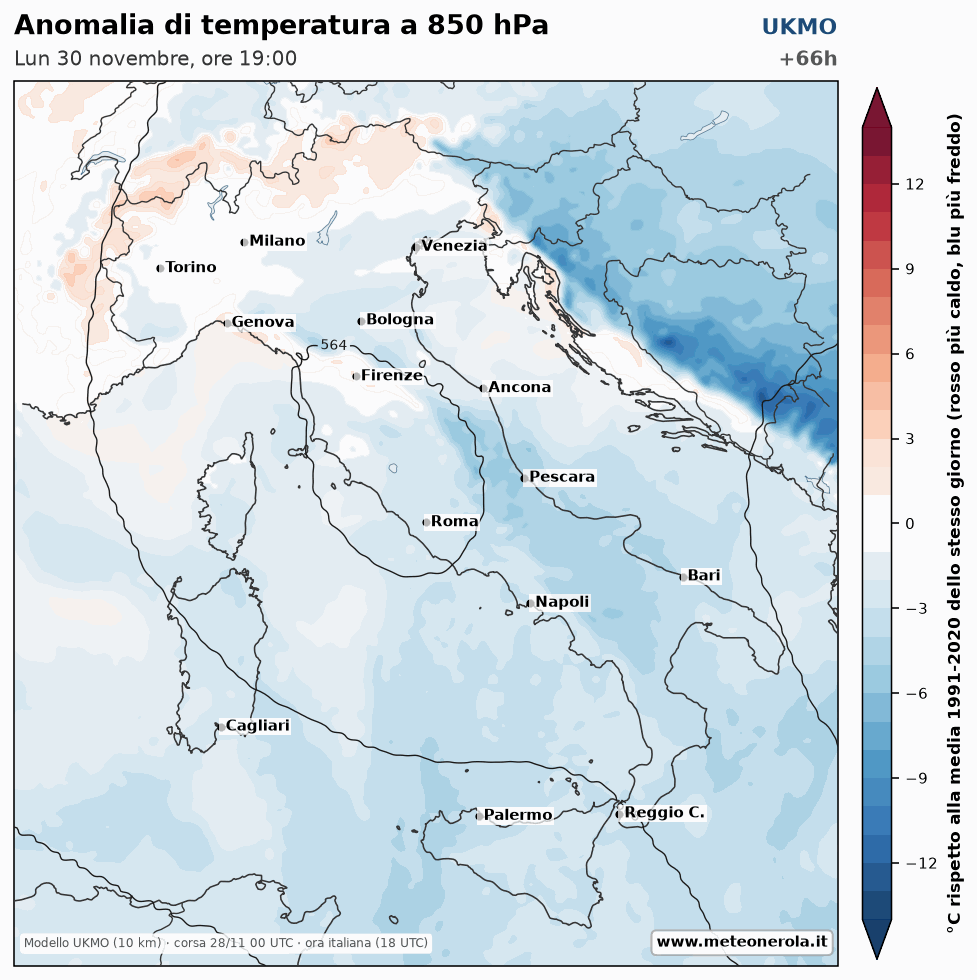 Anomalia di temperatura a 850 hPa
UKMO
Lun 30 novembre, ore 19:00
+66h
Milano
Venezia
Torino
Genova
Bologna
564
Firenze
Ancona
Pescara
Roma
Bari
Napoli
Cagliari
Palermo
Reggio C.
12
9
6
3
0
−3
−6
−9
−12
°C rispetto alla media 1991-2020 dello stesso giorno (rosso più caldo, blu più freddo)
Modello UKMO (10 km) · corsa 28/11 00 UTC · ora italiana (18 UTC)
www.meteonerola.it